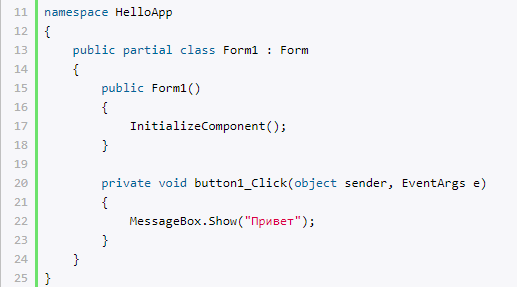 11 namespace HelloApp
12 {
13     public partial class Form1 : Form
14     {
15         public Form1()
16         {
17             InitializeComponent();
18         }
19
20         private void button1_Click(object sender, EventArgs e)
21         {
22             MessageBox.Show("Привет");
23         }
24     }
25 }